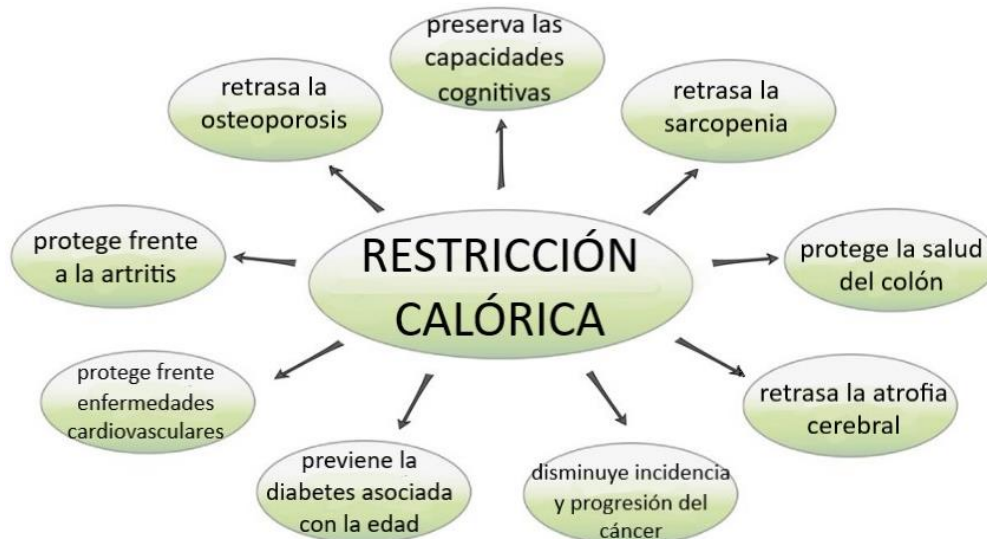 preserva las
capacidades
cognitivas
retrasa la
osteoporosis
retrasa la
sarcopenia
RESTRICCIÓN
CALÓRICA
protege frente
a la artritis
protege la salud
del colón
protege frente
enfermedades
cardiovasculares
retrasa la atrofia
cerebral
previene la
diabetes asociada
con la edad
disminuye incidencia
y progresión del
cáncer